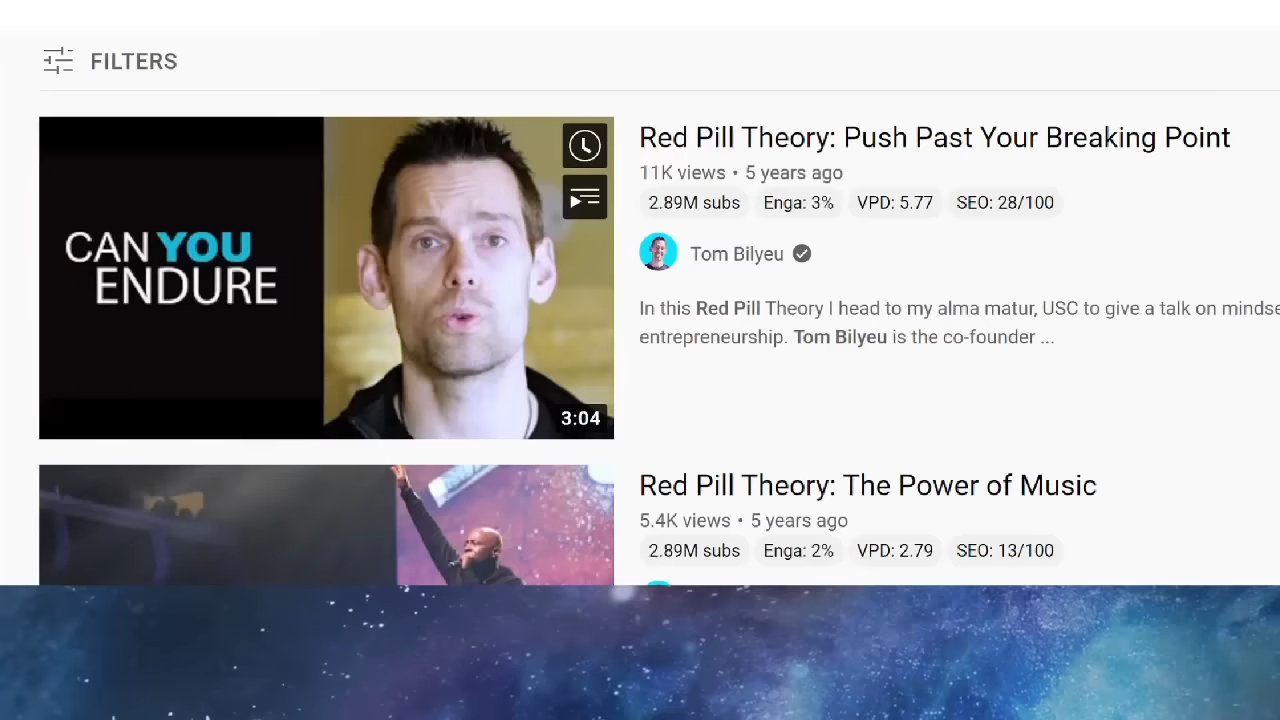 FILTERS
CAN YOU
ENDURE
3:04
Red Pill Theory: Push Past Your Breaking Point
11K views • 5 years ago
2.89M subs Enga: 3% VPD: 5.77 SEO: 28/100
Tom Bilyeu
In this Red Pill Theory I head to my alma matur, USC to give a talk on mindse
entrepreneurship. Tom Bilyeu is the co-founder ...
Red Pill Theory: The Power of Music
5.4K views • 5 years ago
2.89M subs Enga: 2% VPD: 2.79 SEO: 13/100